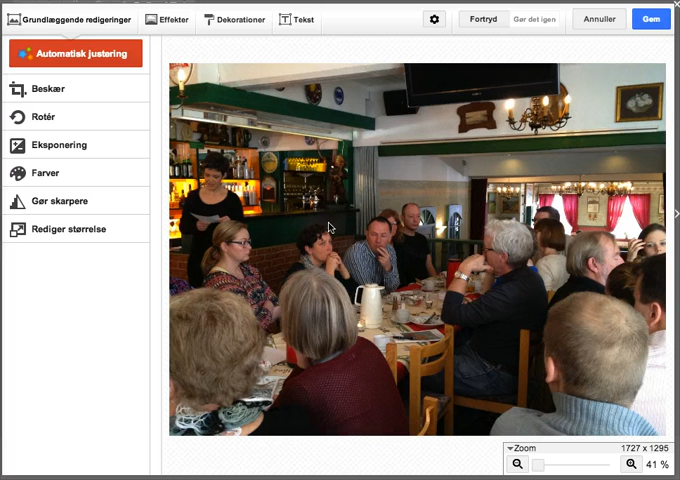 Grundlæggende redigeringer
Effekter
Dekorationer
Tekst
Fortryd
Gør det igen
Annuller
Gem
Automatisk justering
Beskær
Rotér
Eksponering
Farver
Gør skarpere
Rediger størrelse
Zoom
1727 x 1295
41 %